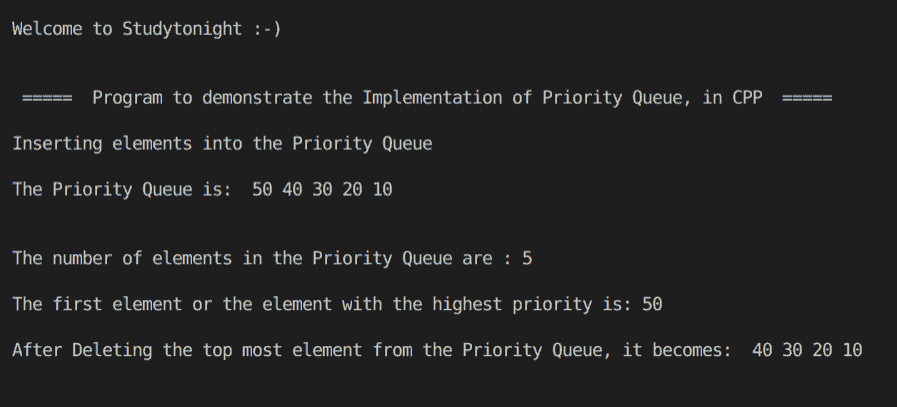 Welcome to Studytonight :-)
===== Program to demonstrate the Implementation of Priority Queue, in CPP =====
Inserting elements into the Priority Queue
The Priority Queue is:  50 40 30 20 10
The number of elements in the Priority Queue are : 5
The first element or the element with the highest priority is: 50
After Deleting the top most element from the Priority Queue, it becomes:  40 30 20 10